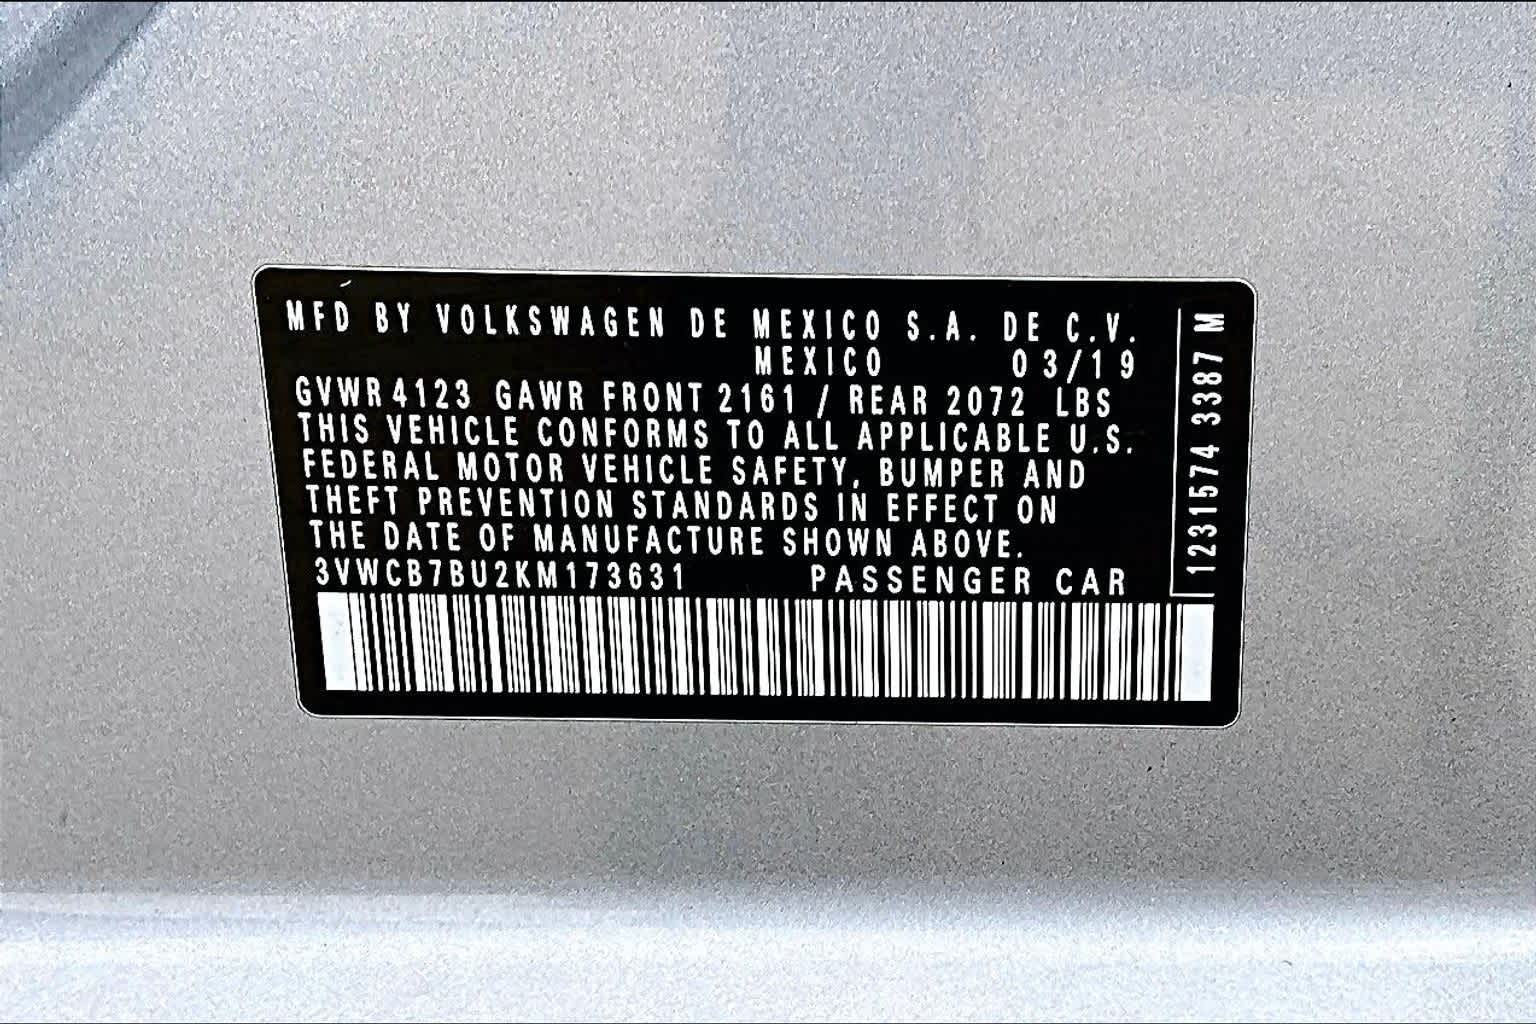 MFD BY VOLKSWAGEN DE MEXICO S.A. DE C.V.
MEXICO 03/19
GVWR 4123 GAWR FRONT 2161 / REAR 2072 LBS
THIS VEHICLE CONFORMS TO ALL APPLICABLE U.S.
FEDERAL MOTOR VEHICLE SAFETY, BUMPER AND
THEFT PREVENTION STANDARDS IN EFFECT ON
THE DATE OF MANUFACTURE SHOWN ABOVE.
3VWCB7BU2KM173631 PASSENGER CAR
1231574 3387 M